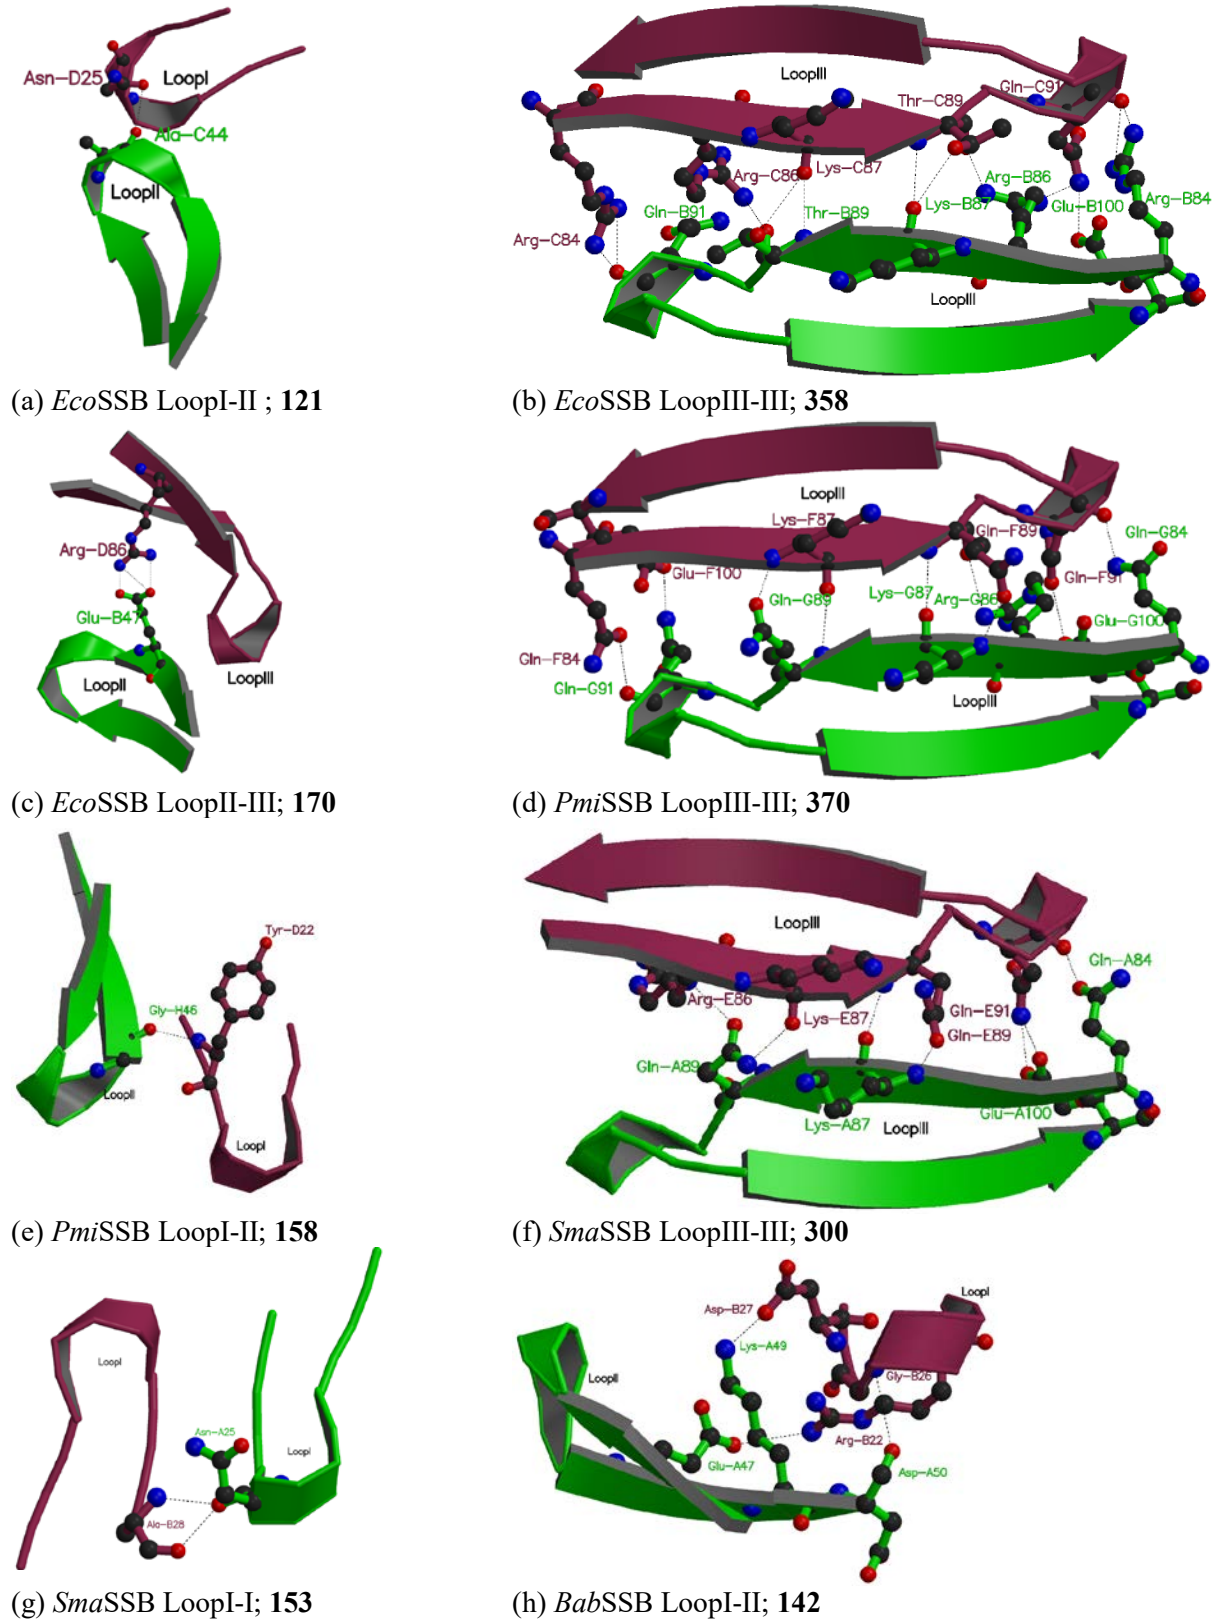 Asn-D25
LoopI
Ala-C44
LoopII
(a) EcoSSB LoopI-II ; 121
LoopIII
Thr-C89
Gln-C91
Lys-C87
Arg-C86
Arg-B86
Gln-B91
Thr-B89
Lys-B87
Glu-B100
Arg-B84
Arg-C84
LoopIII
(b) EcoSSB LoopIII-III; 358
Arg-D86
Glu-B47
LoopII
LoopIII
(c) EcoSSB LoopII-III; 170
LoopIII
Lys-F87
Gln-F89
Gln-G84
Glu-F100
Gln-G89
Lys-G87
Arg-G86
Gln-F91
Glu-G100
Gln-F84
Gln-G91
LoopIII
(d) PmiSSB LoopIII-III; 370
Tyr-D22
Gly-H46
LoopII
LoopI
(e) PmiSSB LoopI-II; 158
LoopIII
Gln-A84
Arg-E86
Lys-E87
Gln-E91
Gln-E89
Gln-A89
Glu-A100
Lys-A87
LoopIII
(f) SmaSSB LoopIII-III; 300
LoopI
Asn-A25
LoopI
Ala-B28
(g) SmaSSB LoopI-I; 153
LoopI
Asp-B27
Lys-A49
LoopII
Gly-B26
Arg-B22
Glu-A47
Asp-A50
(h) BabSSB LoopI-II; 142